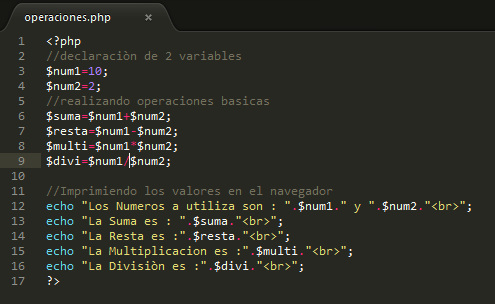 operaciones.php ×
1 <?php
2 //declaraciòn de 2 variables
3 $num1=10;
4 $num2=2;
5 //realizando operaciones basicas
6 $suma=$num1+$num2;
7 $resta=$num1-$num2;
8 $multi=$num1*$num2;
9 $divi=$num1/$num2;
10
11 //Imprimiendo los valores en el navegador
12 echo "Los Numeros a utiliza son : ".$num1." y ".$num2."<br>";
13 echo "La Suma es : ".$suma."<br>";
14 echo "La Resta es :".$resta."<br>";
15 echo "La Multiplicacion es :".$multi."<br>";
16 echo "La Divisiòn es :".$divi."<br>";
17 ?>